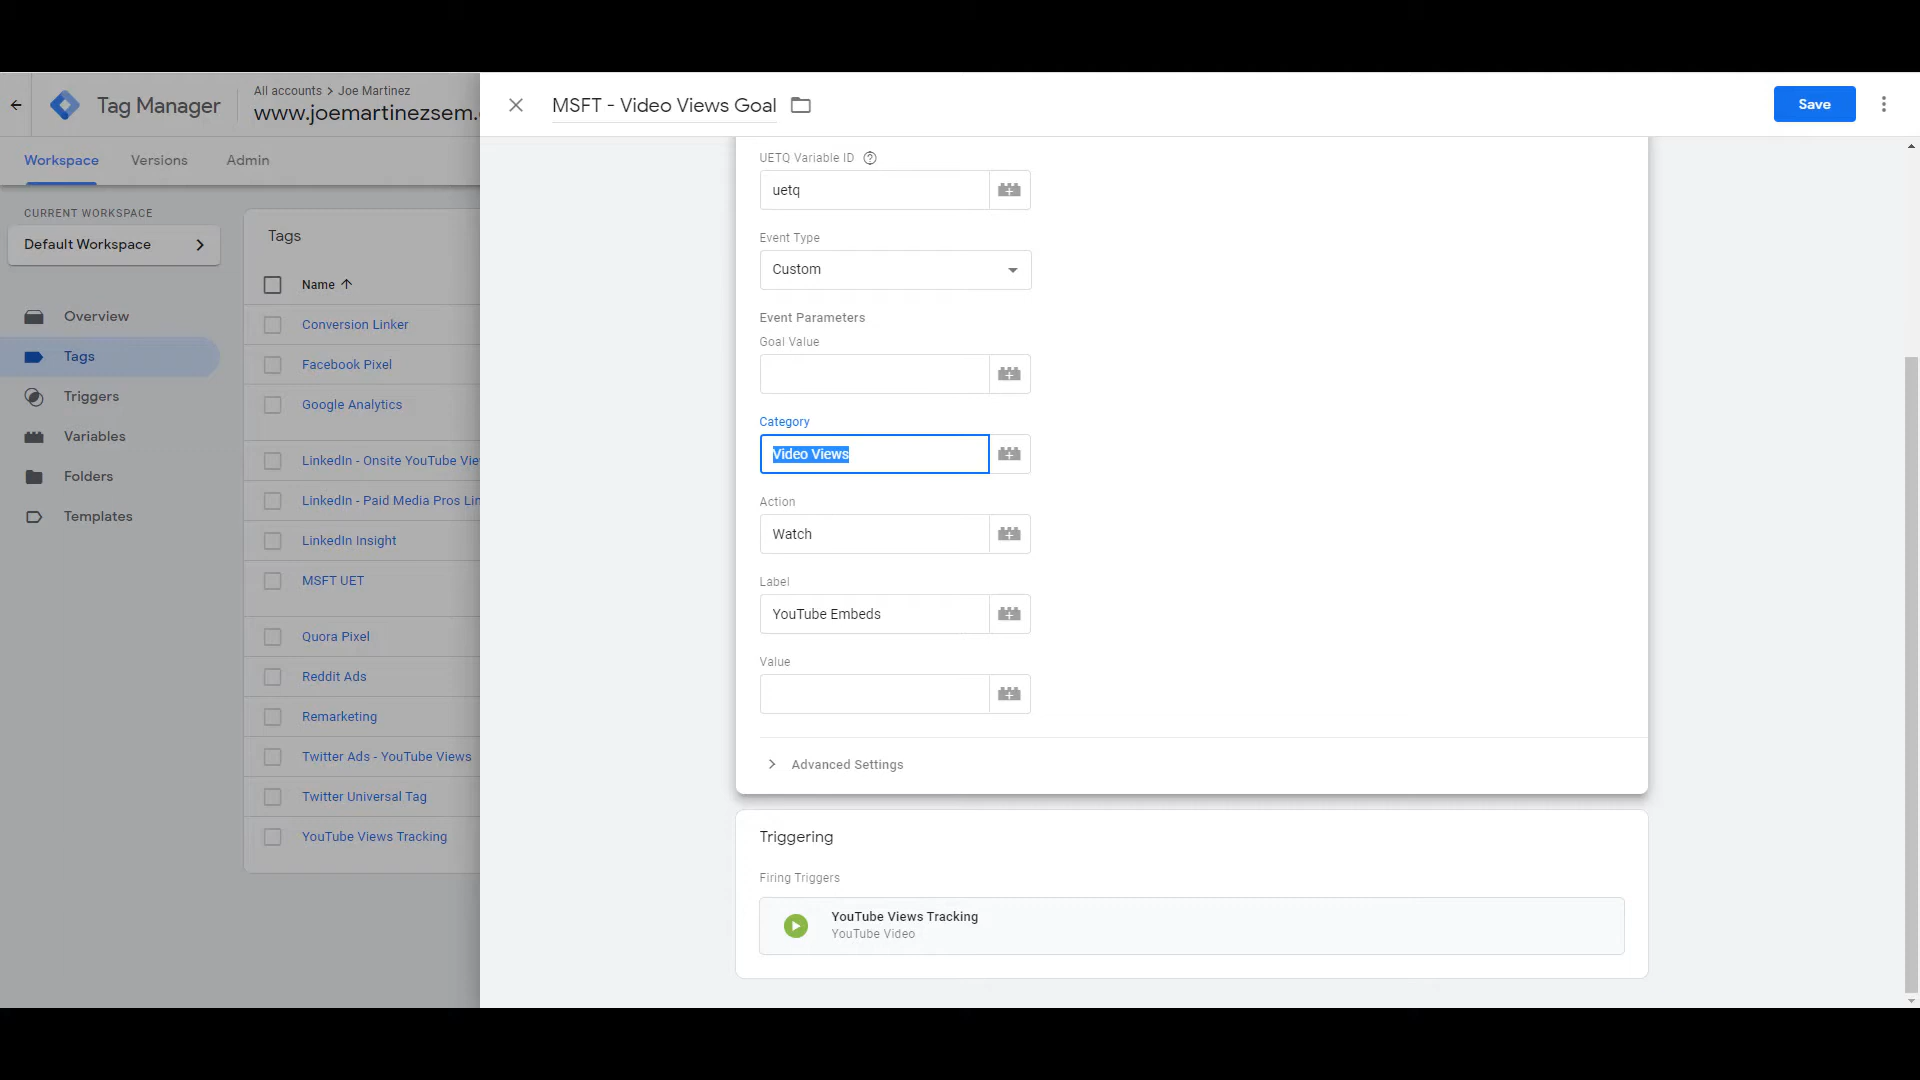 Tag Manager
All accounts > Joe Martinez
www.joemartinezsem.
MSFT - Video Views Goal
Save
Workspace
Versions
Admin
CURRENT WORKSPACE
Default Workspace
Overview
Tags
Triggers
Variables
Folders
Templates
Tags
Name
Conversion Linker
Facebook Pixel
Google Analytics
LinkedIn - Onsite YouTube Vie
LinkedIn - Paid Media Pros Lin
LinkedIn Insight
MSFT UET
Quora Pixel
Reddit Ads
Remarketing
Twitter Ads - YouTube Views
Twitter Universal Tag
YouTube Views Tracking
UETQ Variable ID
uetq
Event Type
Custom
Event Parameters
Goal Value
Category
Video Views
Action
Watch
Label
YouTube Embeds
Value
Advanced Settings
Triggering
Firing Triggers
YouTube Views Tracking
YouTube Video